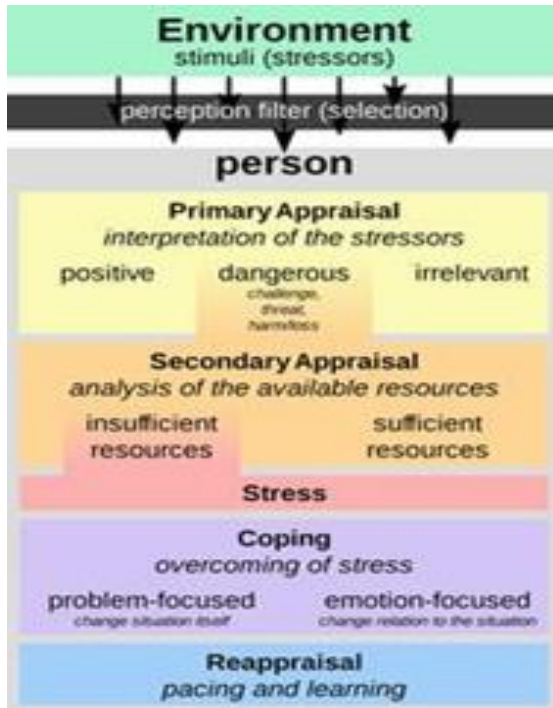 Environment
stimuli (stressors)
perception filter (selection)
person
Primary Appraisal
interpretation of the stressors
positive dangerous irrelevant
challenge,
threat,
harm/loss
Secondary Appraisal
analysis of the available resources
insufficient sufficient
resources resources
Stress
Coping
overcoming of stress
problem-focused emotion-focused
change situation itself change relation to the situation
Reappraisal
pacing and learning